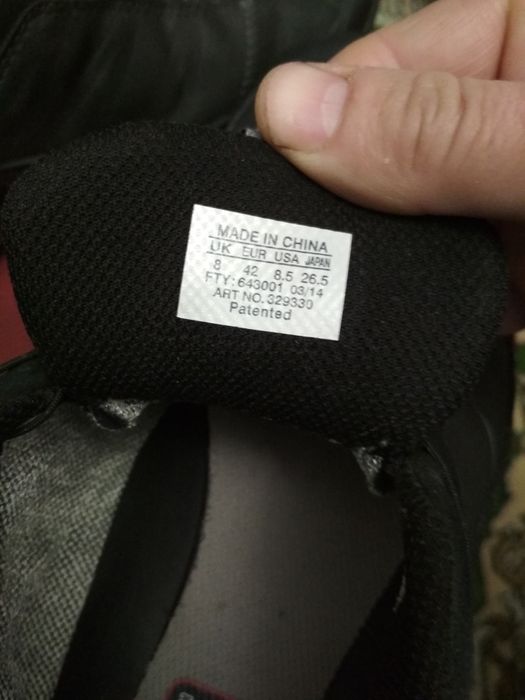 MADE IN CHINA
UK EUR USA JAPAN
8 42 8.5 26.5
FTY: 643001 03/14
ART NO. 329330
Patented